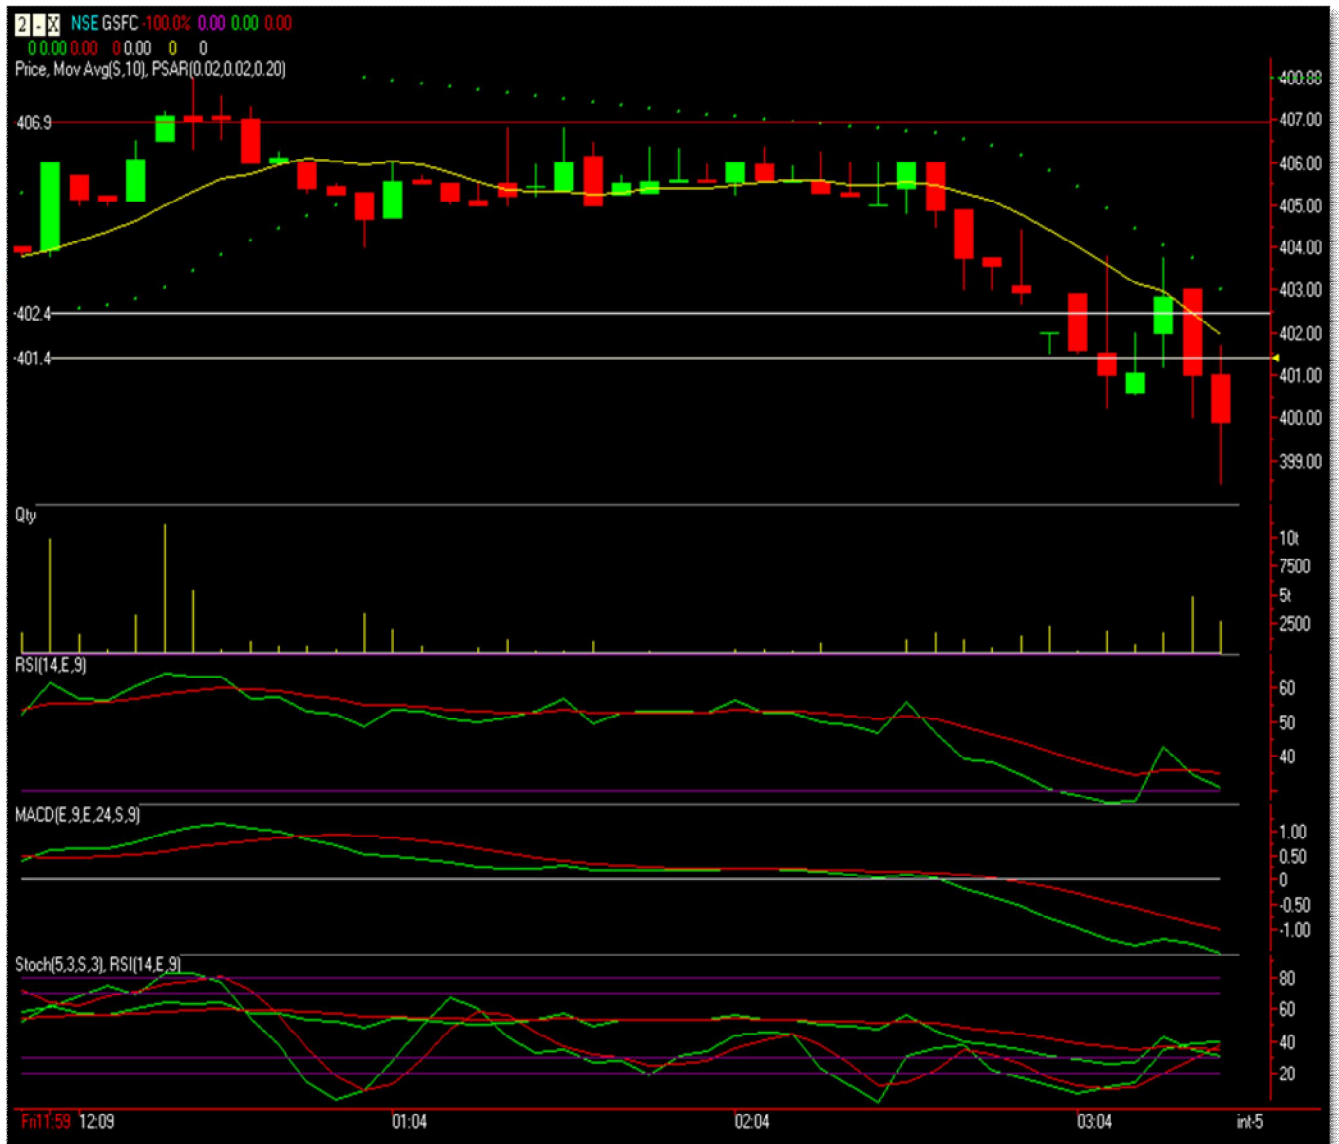 2 - X NSE GSFC -100.0% 0.00 0.00 0.00
0 0.00 0.00 0 0.00 0 0
Price, Mov Avg(S,10), PSAR(0.02,0.02,0.20)
400.88
406.9
407.00
406.00
405.00
404.00
403.00
-402.4
402.00
-401.4
401.00
400.00
399.00
Qty
10t
7500
5t
2500
RSI(14,E,9)
60
50
40
MACD(E,9,E,24,S,9)
1.00
0.50
0
-0.50
-1.00
Stoch(5,3,S,3), RSI(14,E,9)
80
60
40
20
Fri11:59 12:09 01:04 02:04 03:04 int-5